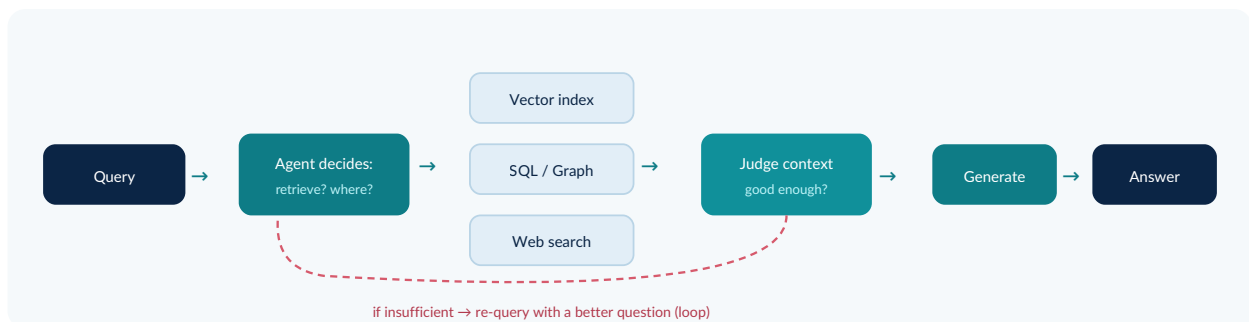 Query
→
Agent decides:
retrieve? where?
→
Vector index
SQL / Graph
Web search
→
Judge context
good enough?
→
Generate
→
Answer
if insufficient → re-query with a better question (loop)